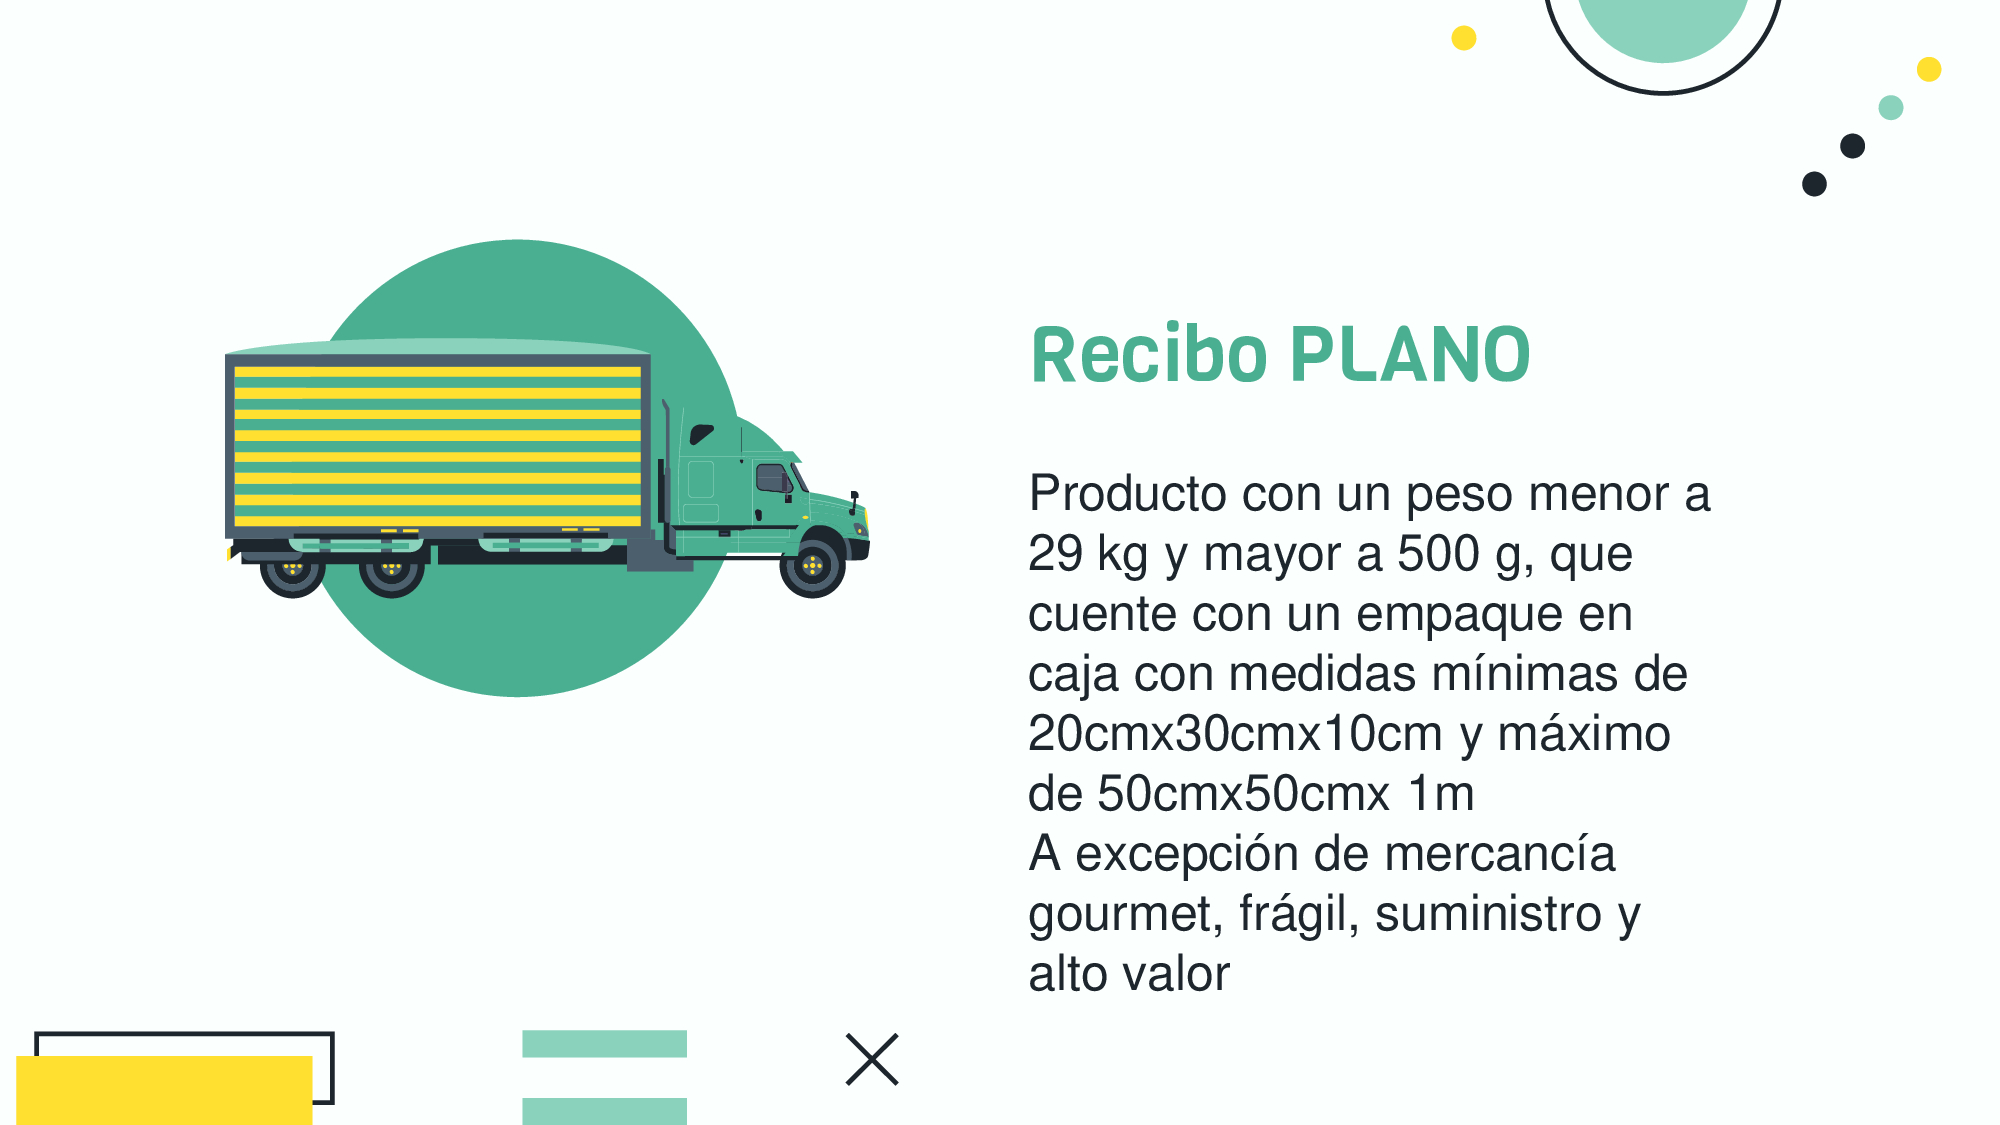 Recibo PLANO
Producto con un peso menor a
29 kg y mayor a 500 g, que
cuente con un empaque en
caja con medidas mínimas de
20cmx30cmx10cm y máximo
de 50cmx50cmx 1m
A excepción de mercancía
gourmet, frágil, suministro y
alto valor